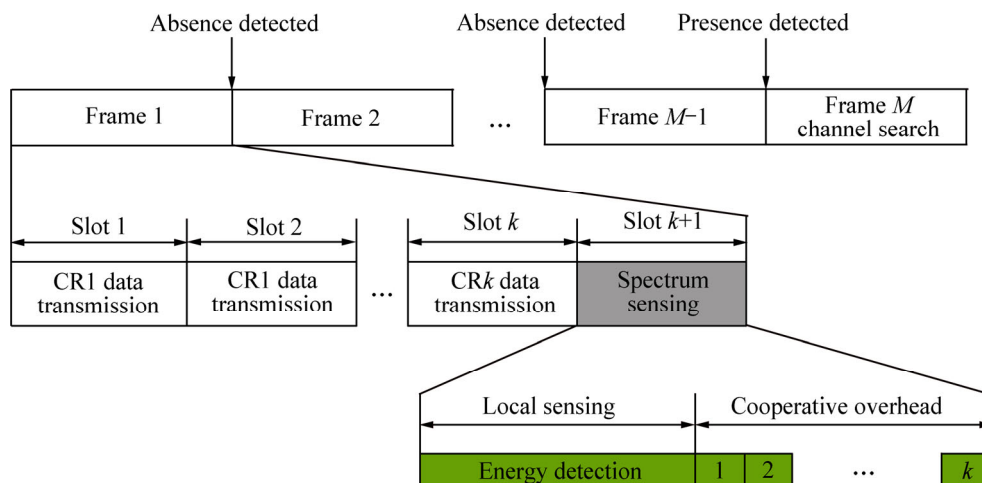 Absence detected Absence detected Presence detected
Frame 1 Frame 2 ... Frame M−1 Frame M
channel search
Slot 1 Slot 2 Slot k Slot k+1
CR1 data transmission CR1 data transmission ... CRk data transmission Spectrum sensing
Local sensing Cooperative overhead
Energy detection 1 2 ... k